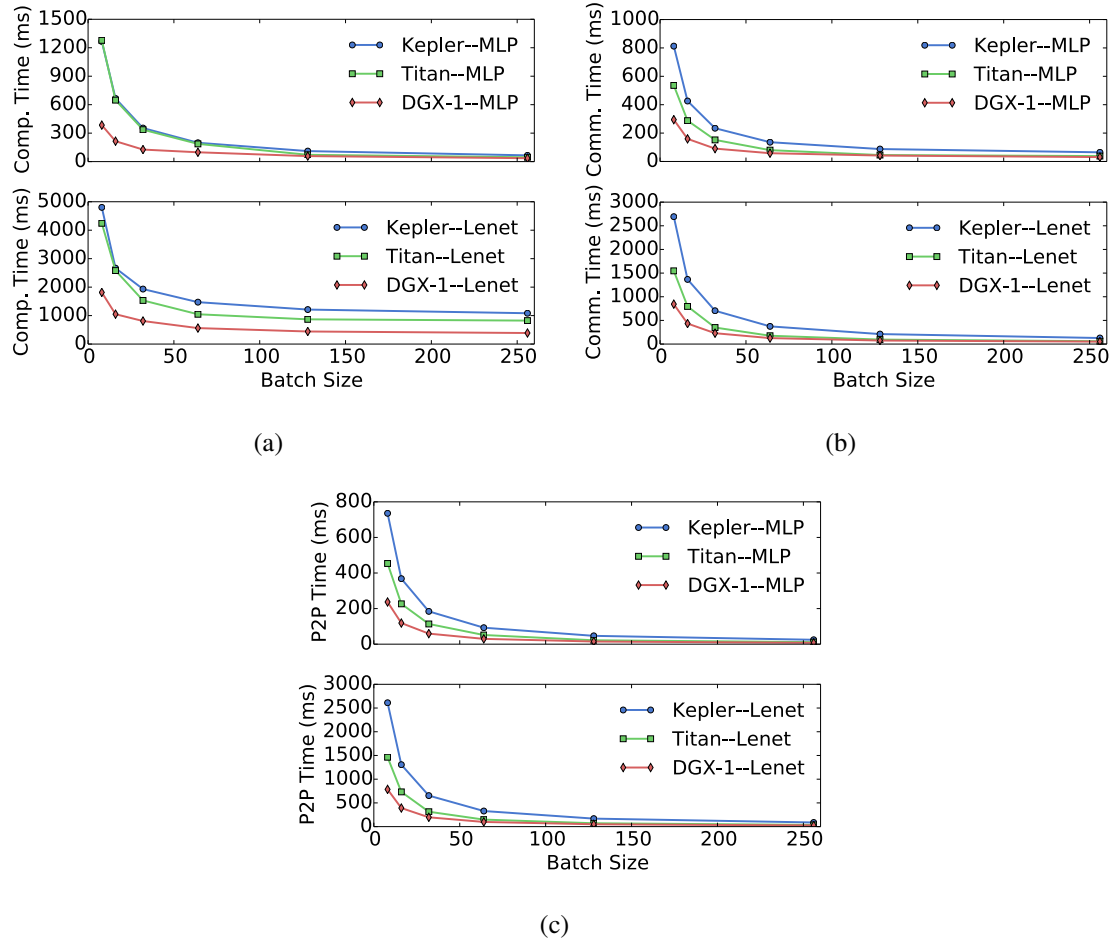 1500
1200
900
600
300
0
Comp. Time (ms)
Kepler--MLP
Titan--MLP
DGX-1--MLP
5000
4000
3000
2000
1000
0
Comp. Time (ms)
Kepler--Lenet
Titan--Lenet
DGX-1--Lenet
0 50 100 150 200 250
Batch Size
(a)
1000
800
600
400
200
0
Comm. Time (ms)
Kepler--MLP
Titan--MLP
DGX-1--MLP
3000
2500
2000
1500
1000
500
0
Comm. Time (ms)
Kepler--Lenet
Titan--Lenet
DGX-1--Lenet
0 50 100 150 200 250
Batch Size
(b)
800
600
400
200
0
P2P Time (ms)
Kepler--MLP
Titan--MLP
DGX-1--MLP
3000
2500
2000
1500
1000
500
0
P2P Time (ms)
Kepler--Lenet
Titan--Lenet
DGX-1--Lenet
0 50 100 150 200 250
Batch Size
(c)